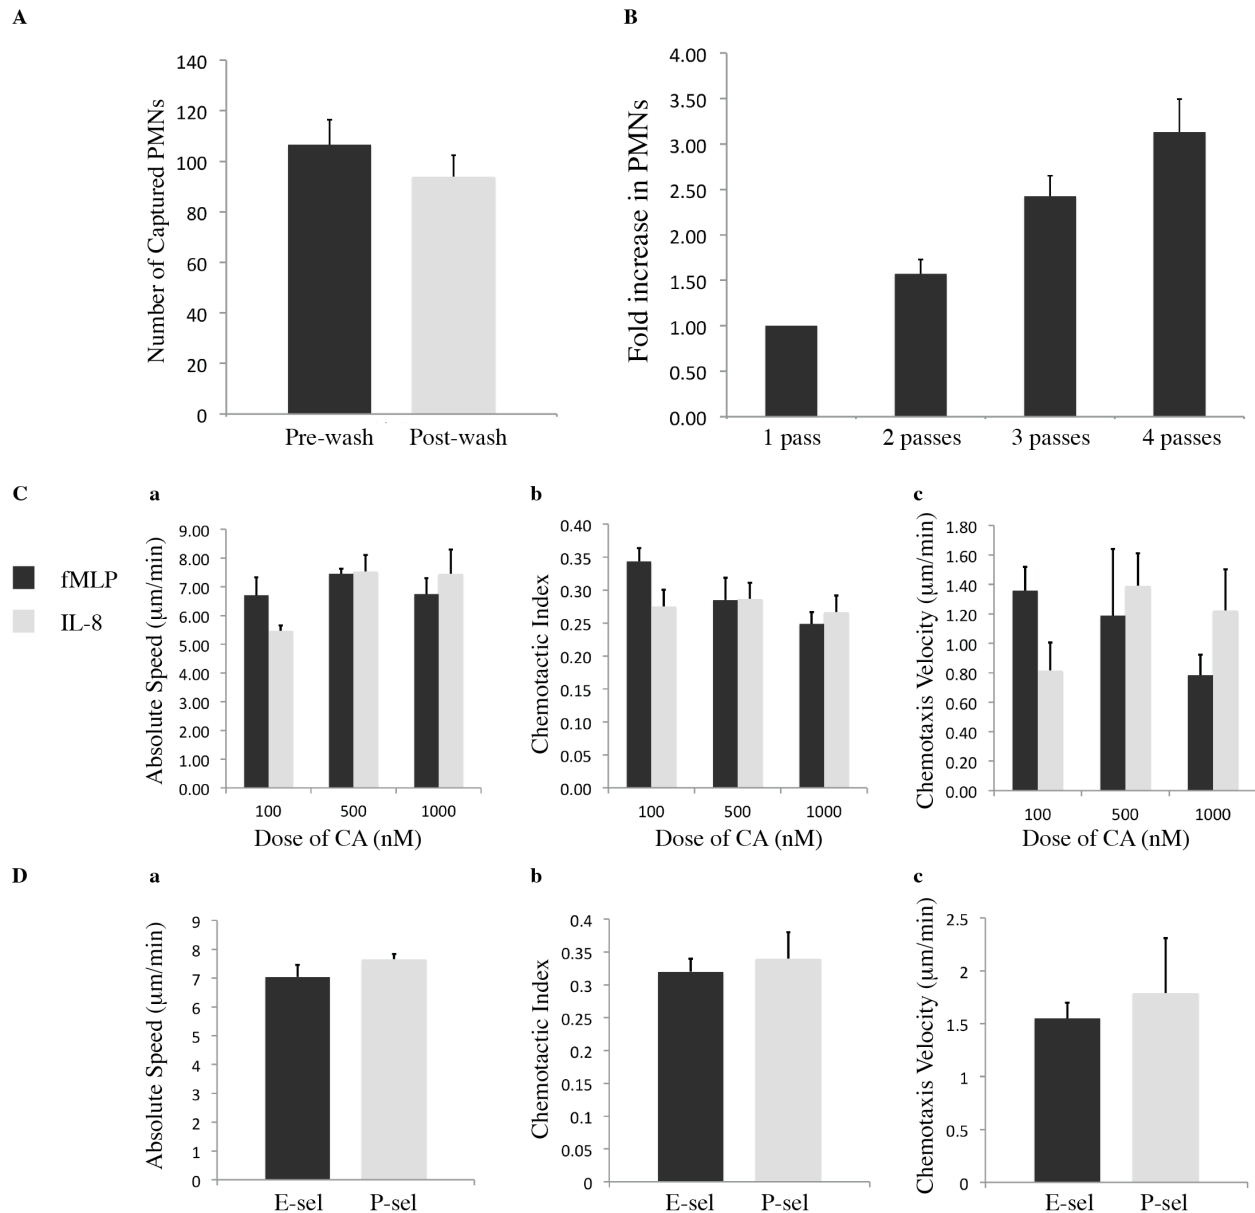 A
B
140
120
100
80
60
40
20
0
Number of Captured PMNs
Pre-wash
Post-wash
4.00
3.50
3.00
2.50
2.00
1.50
1.00
0.50
0.00
Fold increase in PMNs
1 pass
2 passes
3 passes
4 passes
C
fMLP
IL-8
a
9.00
8.00
7.00
6.00
5.00
4.00
3.00
2.00
1.00
0.00
Absolute Speed (μm/min)
100
500
1000
Dose of CA (nM)
b
0.40
0.35
0.30
0.25
0.20
0.15
0.10
0.05
0.00
Chemotactic Index
100
500
1000
Dose of CA (nM)
c
1.80
1.60
1.40
1.20
1.00
0.80
0.60
0.40
0.20
0.00
Chemotaxis Velocity (μm/min)
100
500
1000
Dose of CA (nM)
D
a
9
8
7
6
5
4
3
2
1
0
Absolute Speed (μm/min)
E-sel
P-sel
b
0.4
0.35
0.3
0.25
0.2
0.15
0.1
0.05
0
Chemotactic Index
E-sel
P-sel
c
2.5
2
1.5
1
0.5
0
Chemotaxis Velocity (μm/min)
E-sel
P-sel